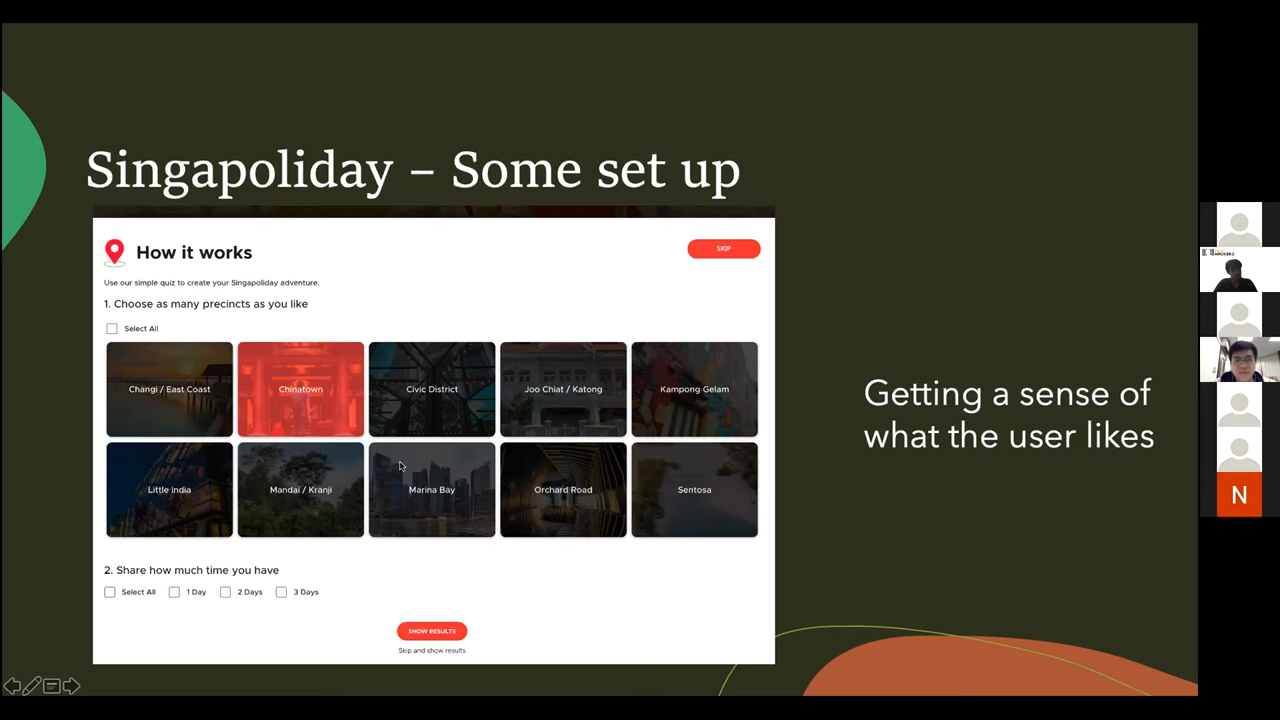 Singapoliday – Some set up
How it works
SKIP
Use our simple quiz to create your Singapoliday adventure.
1. Choose as many precincts as you like
Select All
Changi / East Coast
Chinatown
Civic District
Joo Chiat / Katong
Kampong Gelam
Little India
Mandai / Kranji
Marina Bay
Orchard Road
Sentosa
2. Share how much time you have
Select All
1 Day
2 Days
3 Days
SHOW RESULTS
Skip and show results
Getting a sense of
what the user likes
N